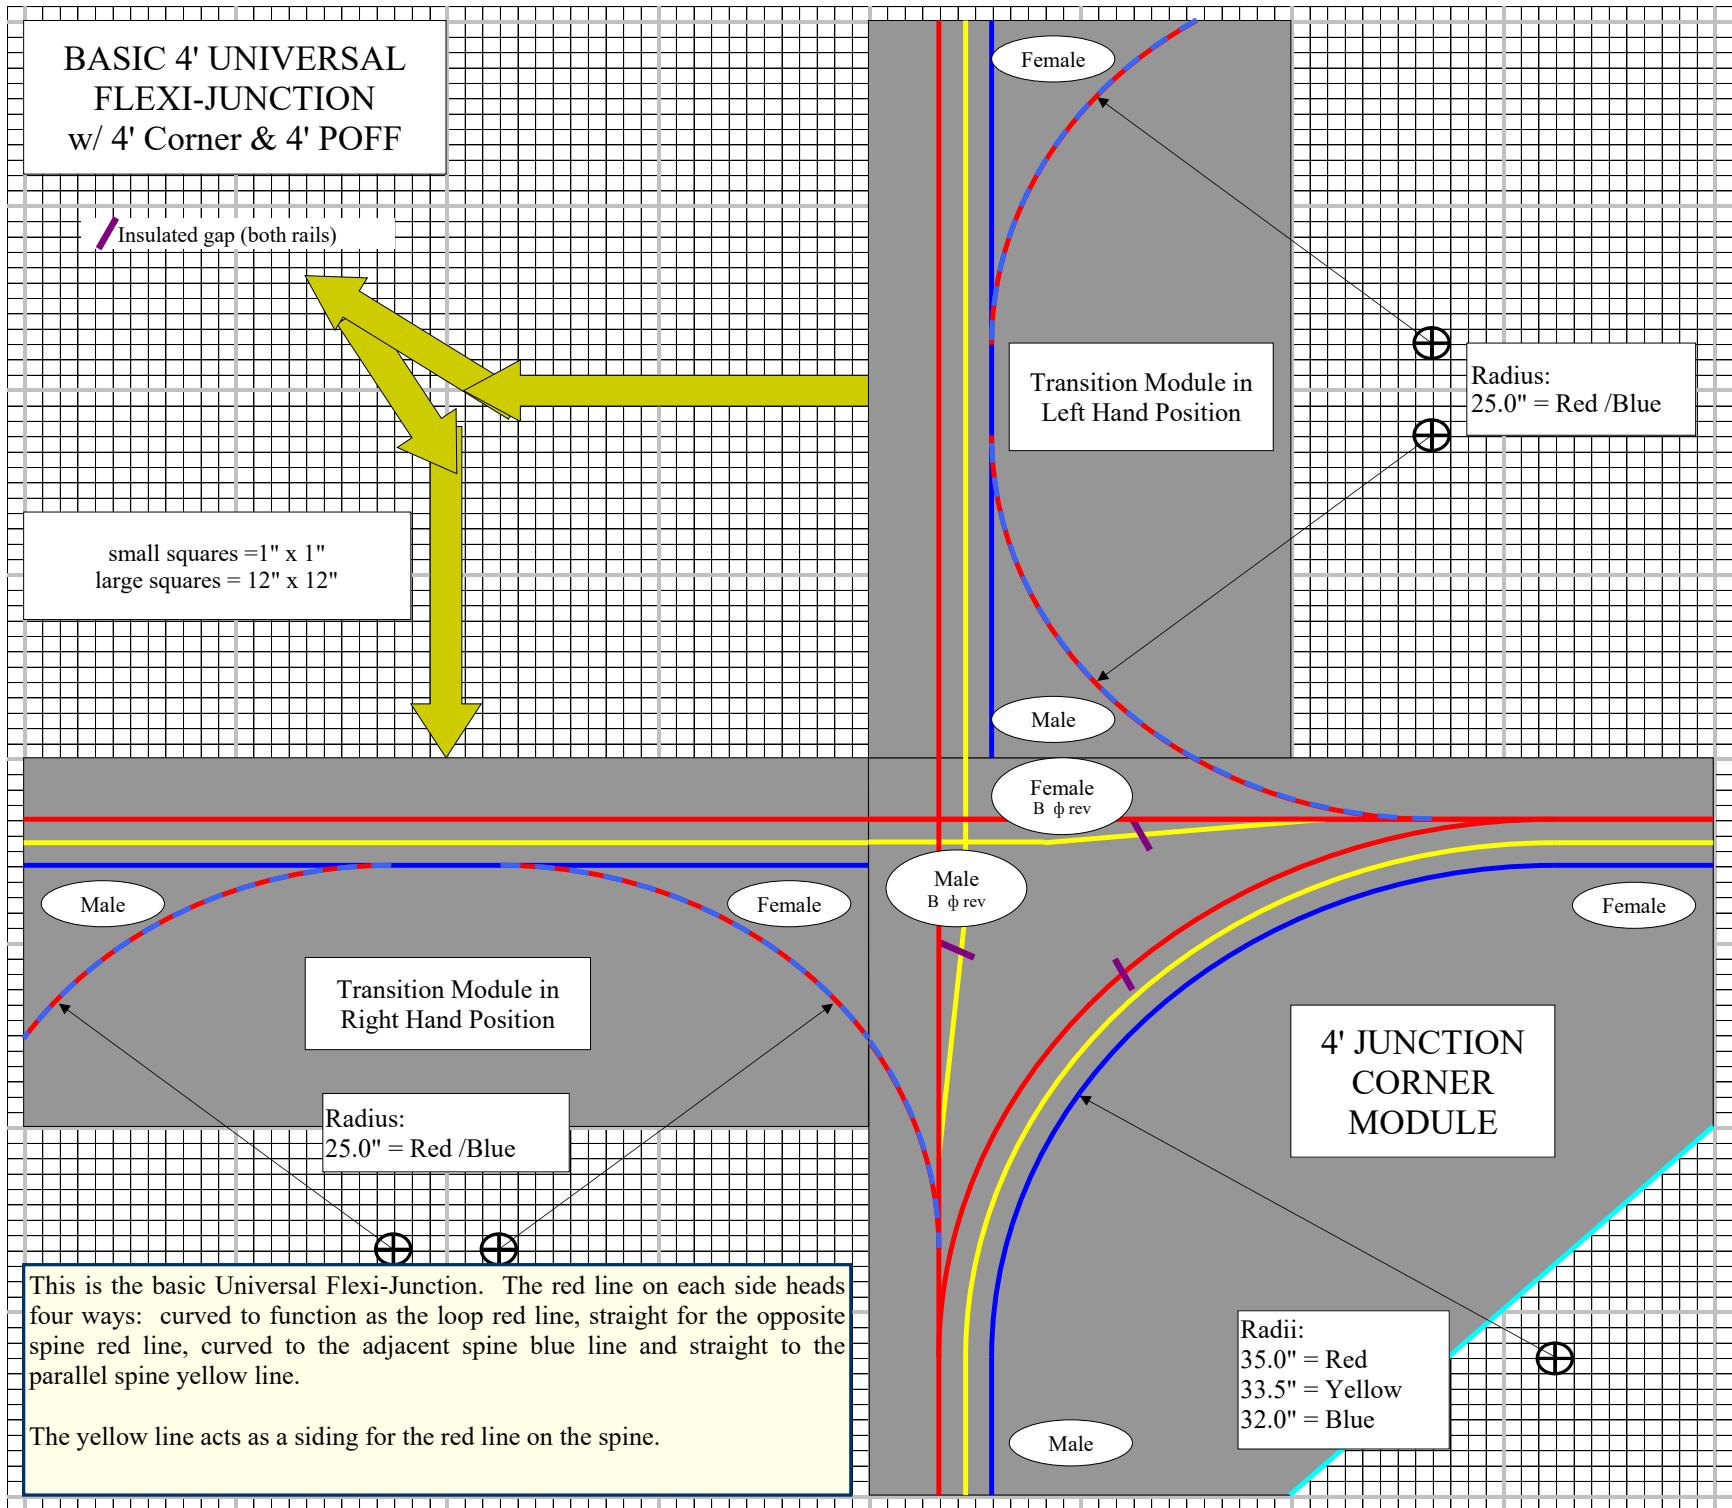 BASIC 4' UNIVERSAL
FLEXI-JUNCTION
w/ 4' Corner & 4' POFF
Insulated gap (both rails)
small squares =1" x 1"
large squares = 12" x 12"
Female
Transition Module in
Left Hand Position
Radius:
25.0" = Red /Blue
Male
Female
B ϕ rev
Male
B ϕ rev
Male
Female
Female
Transition Module in
Right Hand Position
Radius:
25.0" = Red /Blue
4' JUNCTION
CORNER
MODULE
Radii:
35.0" = Red
33.5" = Yellow
32.0" = Blue
Male
This is the basic Universal Flexi-Junction. The red line on each side heads
four ways: curved to function as the loop red line, straight for the opposite
spine red line, curved to the adjacent spine blue line and straight to the
parallel spine yellow line.
The yellow line acts as a siding for the red line on the spine.